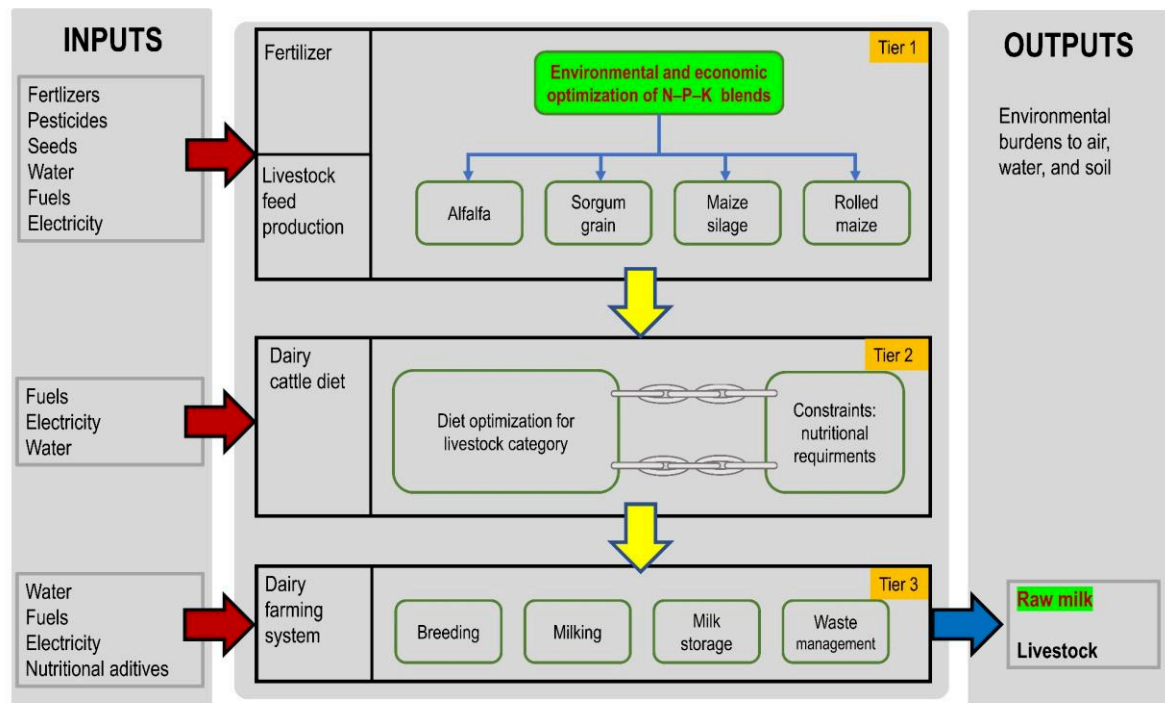 INPUTS
Fertlizers
Pesticides
Seeds
Water
Fuels
Electricity
Fuels
Electricity
Water
Water
Fuels
Electricity
Nutritional aditives
Fertilizer
Livestock
feed
production
Tier 1
Environmental and economic
optimization of N–P–K blends
Alfalfa
Sorgum
grain
Maize
silage
Rolled
maize
Dairy
cattle diet
Tier 2
Diet optimization for
livestock category
Constraints:
nutritional
requirments
Dairy
farming
system
Tier 3
Breeding
Milking
Milk
storage
Waste
management
OUTPUTS
Environmental
burdens to air,
water, and soil
Raw milk
Livestock